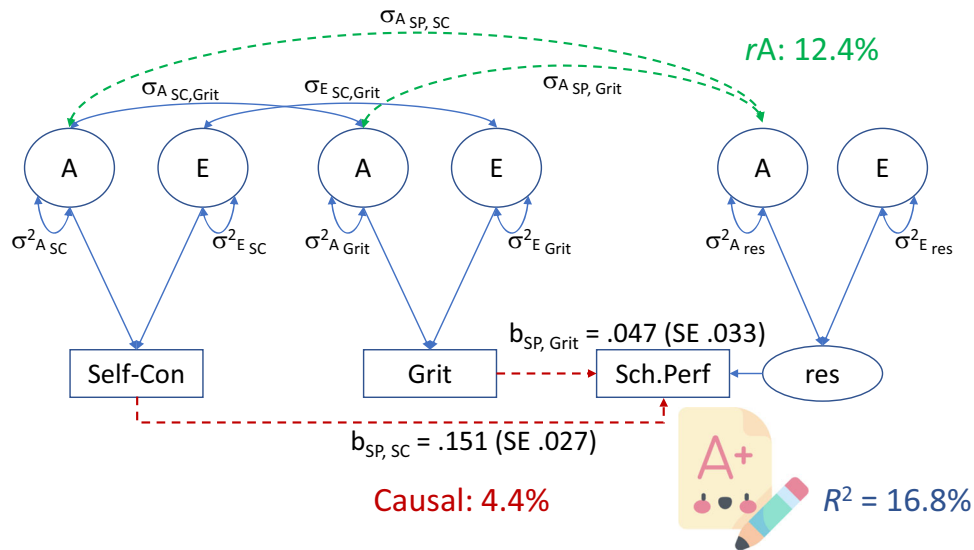 σA SP, SC
rA: 12.4%
σA SC,Grit
σE SC,Grit
σA SP, Grit
A
E
A
E
A
E
σ²A SC
σ²E SC
σ²A Grit
σ²E Grit
σ²A res
σ²E res
bSP, Grit = .047 (SE .033)
Self-Con
Grit
Sch.Perf
res
bSP, SC = .151 (SE .027)
A+
Causal: 4.4%
R² = 16.8%